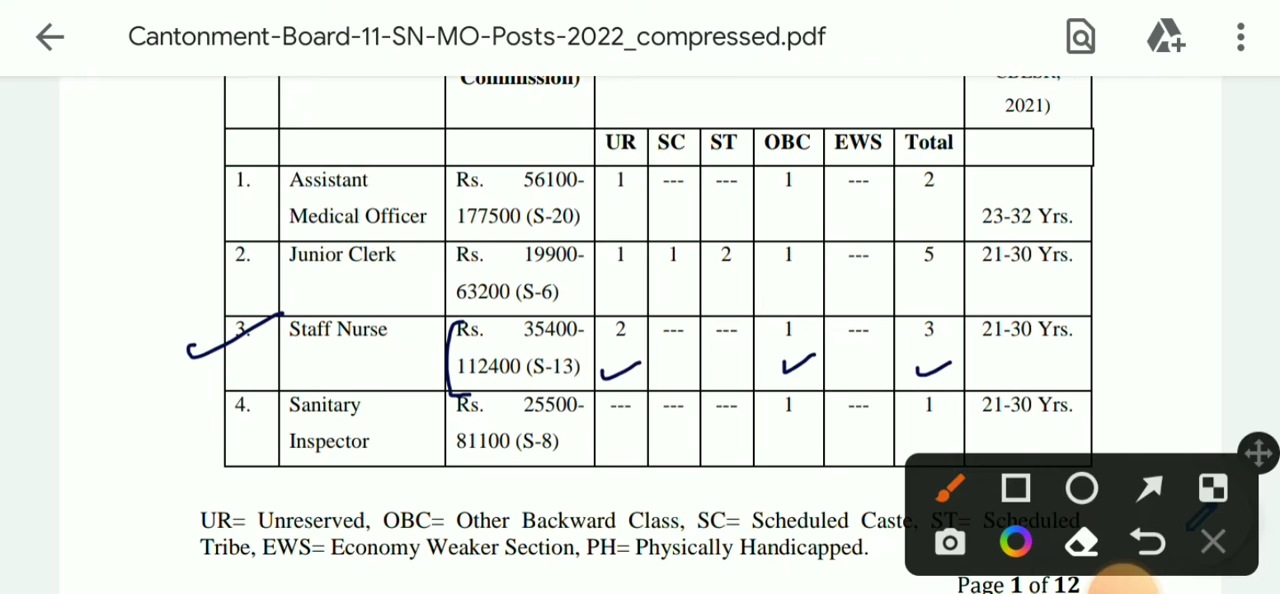 Cantonment-Board-11-SN-MO-Posts-2022_compressed.pdf
Commission)
2021)
UR SC ST OBC EWS Total
1. Assistant Rs. 56100- 1 --- --- 1 --- 2
Medical Officer 177500 (S-20) 23-32 Yrs.
2. Junior Clerk Rs. 19900- 1 1 2 1 --- 5 21-30 Yrs.
63200 (S-6)
3. Staff Nurse Rs. 35400- 2 --- --- 1 --- 3 21-30 Yrs.
112400 (S-13)
4. Sanitary Rs. 25500- --- --- --- 1 --- 1 21-30 Yrs.
Inspector 81100 (S-8)
UR= Unreserved, OBC= Other Backward Class, SC= Scheduled Caste, ST= Scheduled
Tribe, EWS= Economy Weaker Section, PH= Physically Handicapped.
Page 1 of 12